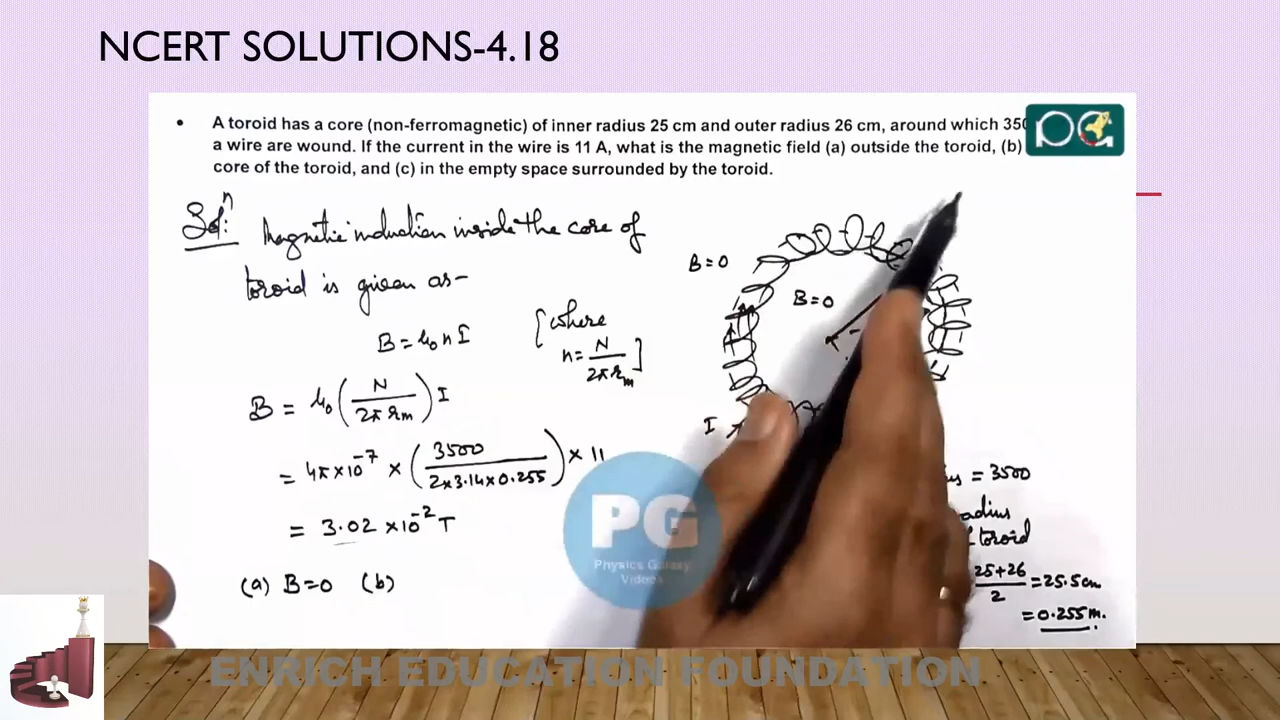 NCERT SOLUTIONS-4.18
• A toroid has a core (non-ferromagnetic) of inner radius 25 cm and outer radius 26 cm, around which 350
a wire are wound. If the current in the wire is 11 A, what is the magnetic field (a) outside the toroid, (b)
core of the toroid, and (c) in the empty space surrounded by the toroid.
Solⁿ: Magnetic induction inside the core of
toroid is given as-
B = μ₀ n I [where n = N/2πrₘ]
B = μ₀ (N/2πrₘ) I
= 4π×10⁻⁷ × (3500/2×3.14×0.255) × 11
= 3.02 ×10⁻² T
(a) B=0 (b)
B=0
B=0
I
= 3500
radius
toroid
25+26/2 = 25.5cm
= 0.255m.
PG
Physics Galaxy
Videos
ENRICH EDUCATION FOUNDATION